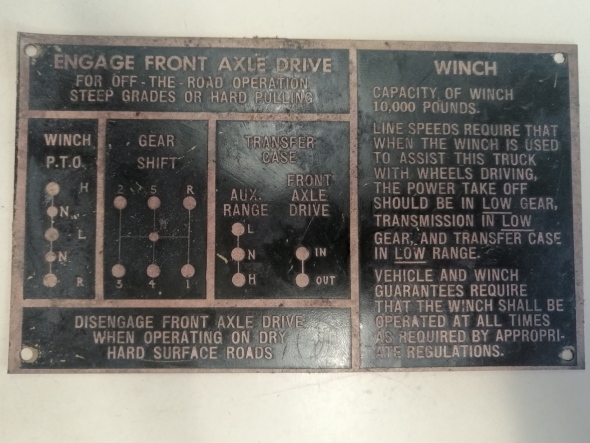 ENGAGE FRONT AXLE DRIVE
FOR OFF-THE-ROAD OPERATION
STEEP GRADES OR HARD PULLING
WINCH
P.T.O.
H
N
L
N
R
GEAR
SHIFT
2 5 R
N
3 4 1
TRANSFER
CASE
AUX.
RANGE
L
N
H
FRONT
AXLE
DRIVE
IN
OUT
DISENGAGE FRONT AXLE DRIVE
WHEN OPERATING ON DRY
HARD SURFACE ROADS
WINCH
CAPACITY OF WINCH
10,000 POUNDS.
LINE SPEEDS REQUIRE THAT
WHEN THE WINCH IS USED
TO ASSIST THIS TRUCK
WITH WHEELS DRIVING,
THE POWER TAKE OFF
SHOULD BE IN LOW GEAR,
TRANSMISSION IN LOW
GEAR, AND TRANSFER CASE
IN LOW RANGE.
VEHICLE AND WINCH
GUARANTEES REQUIRE
THAT THE WINCH SHALL BE
OPERATED AT ALL TIMES
AS REQUIRED BY APPROPRI-
ATE REGULATIONS.